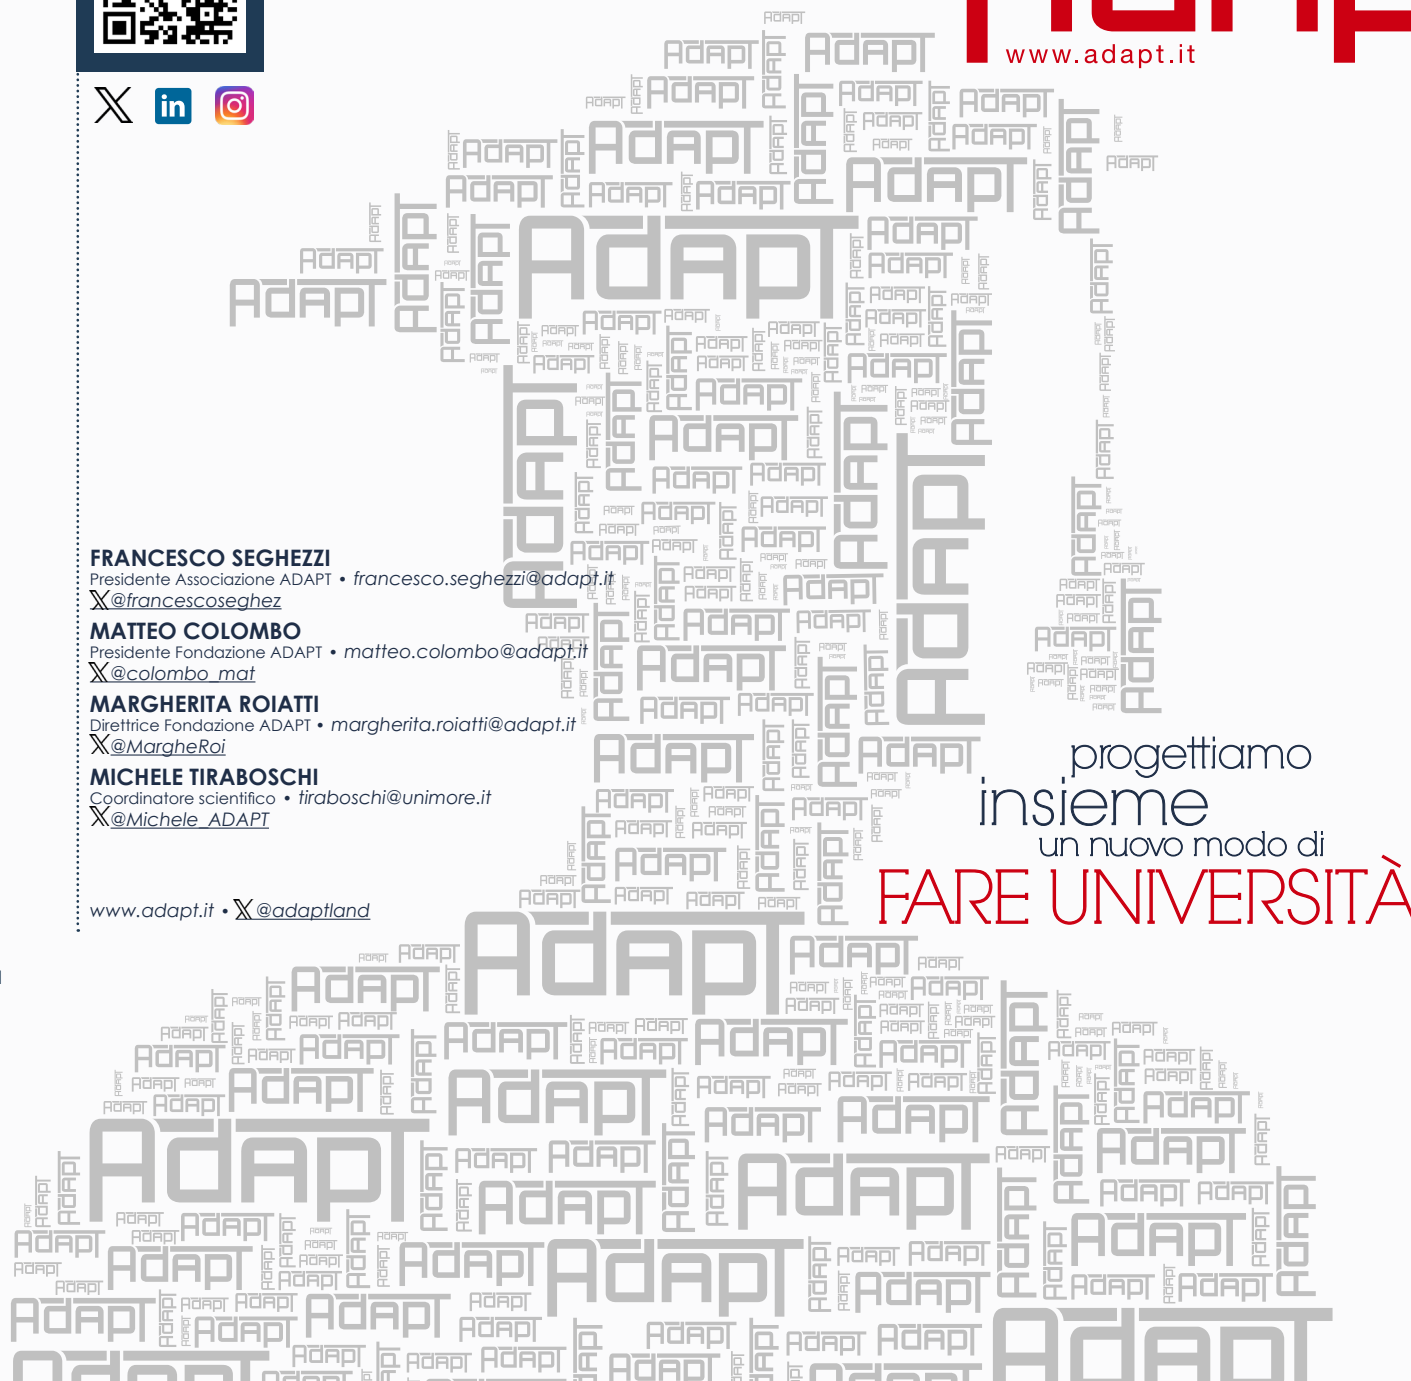 Adapt
www.adapt.it
FRANCESCO SEGHEZZI
Presidente Associazione ADAPT • francesco.seghezzi@adapt.it
@francescoseghez
MATTEO COLOMBO
Presidente Fondazione ADAPT • matteo.colombo@adapt.it
@colombo_mat
MARGHERITA ROIATTI
Direttrice Fondazione ADAPT • margherita.roiatti@adapt.it
@MargheRoi
MICHELE TIRABOSCHI
Coordinatore scientifico • tiraboschi@unimore.it
@Michele_ADAPT
www.adapt.it • @adaptland
progettiamo
insieme
un nuovo modo di
FARE UNIVERSITÀ